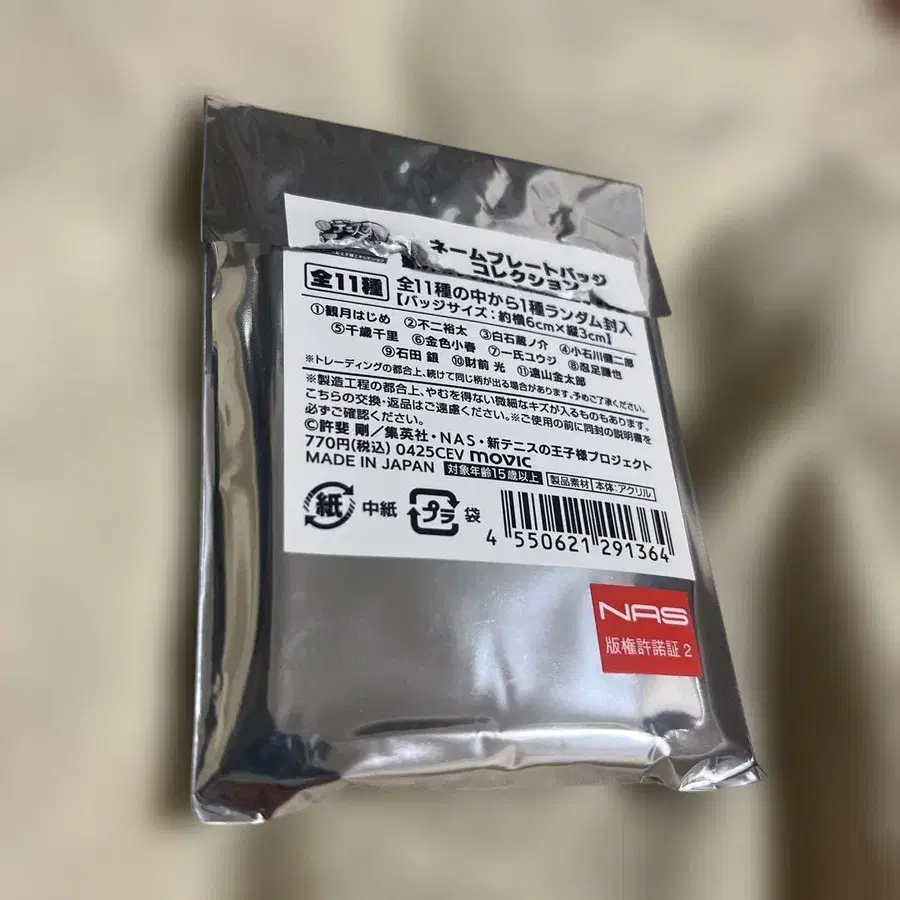 ネームプレートバッジ
コレクション
全11種
全11種の中から1種ランダム封入
【バッジサイズ:約横6cm×縦3cm】
①観月はじめ ②不二裕太 ③白石蔵ノ介 ④小石川健二郎
⑤千歳千里 ⑥金色小春 ⑦一氏ユウジ ⑧忍足謙也
⑨石田 銀 ⑩財前 光 ⑪遠山金太郎
※トレーディングの都合上、続けて同じ柄が出る場合があります。予めご了承ください。
※製造工程の都合上、やむを得ない微細なキズが入るものもあります。
こちらの交換・返品はご遠慮ください。※ご使用の前に同封の説明書を
必ずご確認ください。
©許斐 剛/集英社・NAS・新テニスの王子様プロジェクト
770円(税込) 0425CEV movic
MADE IN JAPAN 対象年齢15歳以上 製品素材 本体:アクリル
紙 中紙 プラ 袋
4 550621 291364
NAS
版権許諾証 2